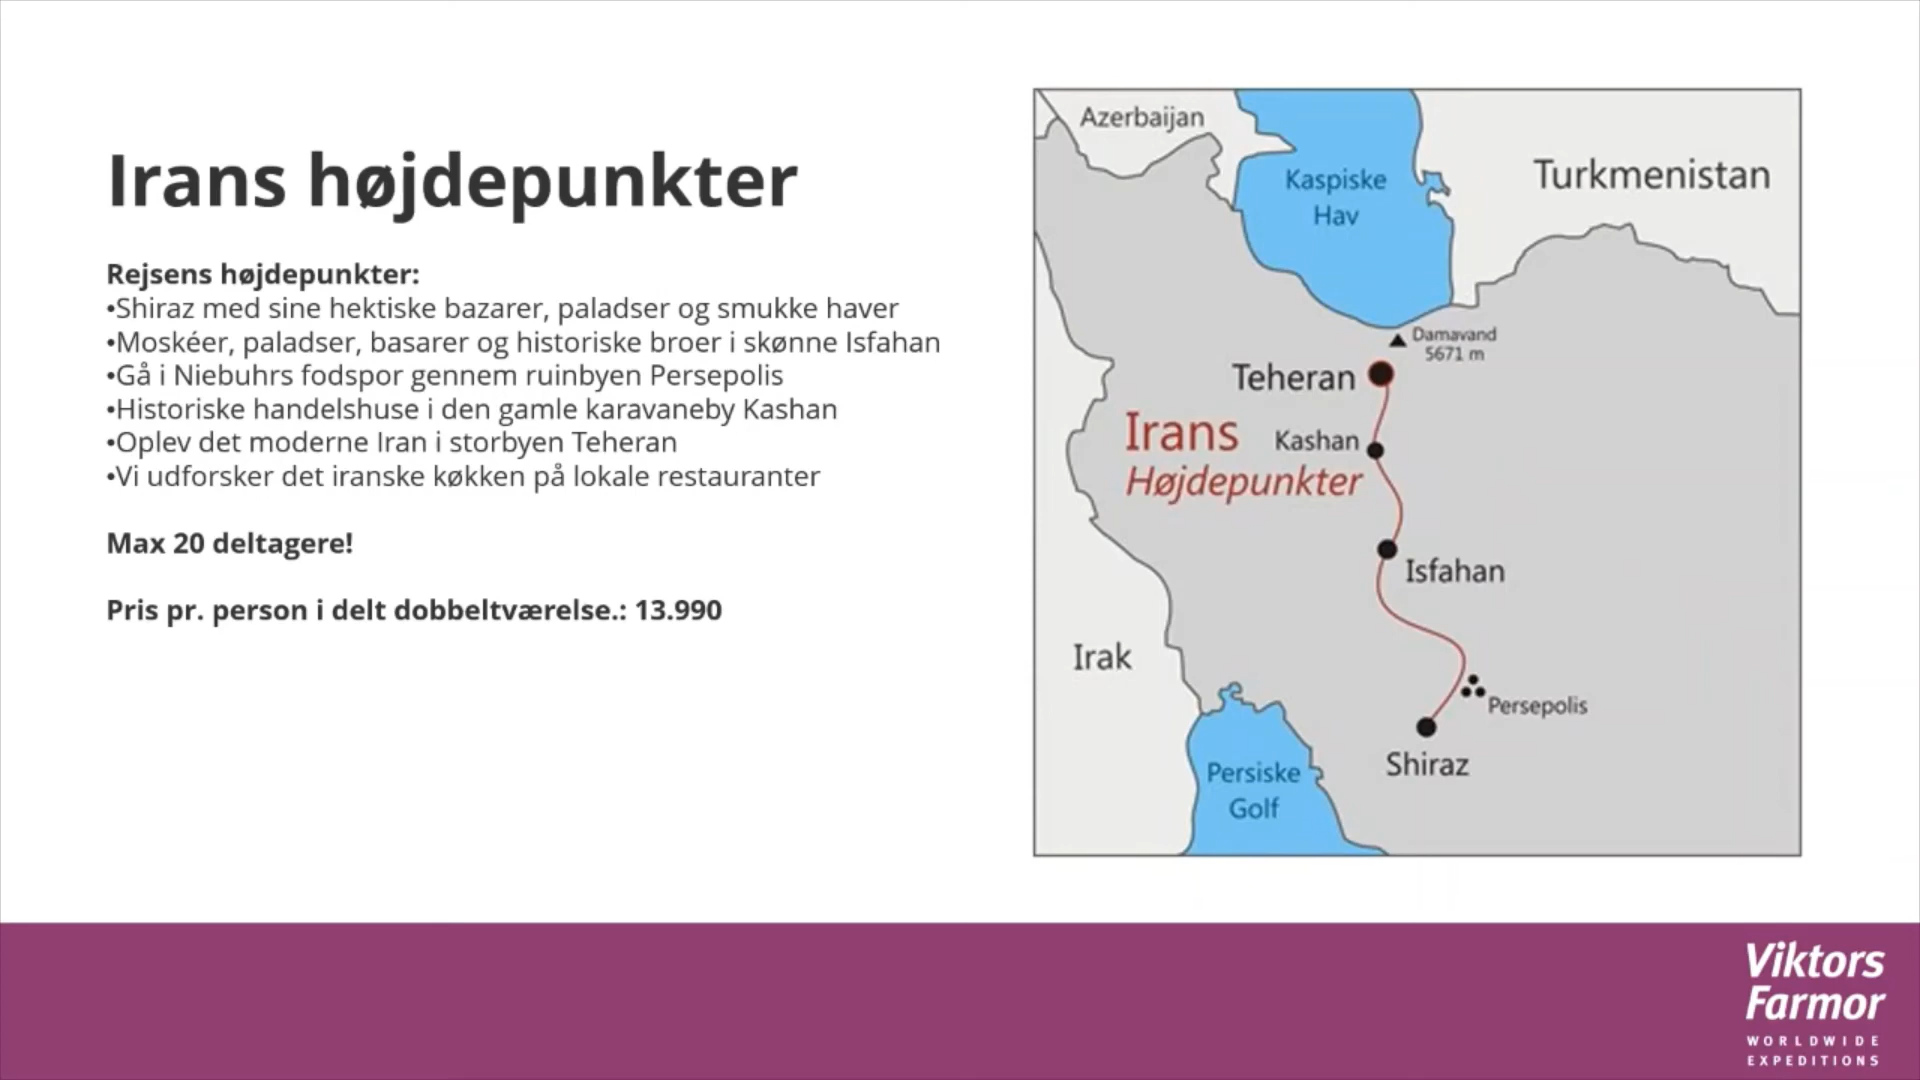 Irans højdepunkter
Rejsens højdepunkter:
•Shiraz med sine hektiske bazarer, paladser og smukke haver
•Moskéer, paladser, basarer og historiske broer i skønne Isfahan
•Gå i Niebuhrs fodspor gennem ruinbyen Persepolis
•Historiske handelshuse i den gamle karavaneby Kashan
•Oplev det moderne Iran i storbyen Teheran
•Vi udforsker det iranske køkken på lokale restauranter
Max 20 deltagere!
Pris pr. person i delt dobbeltværelse.: 13.990
Azerbaijan
Kaspiske
Hav
Turkmenistan
Damavand
5671 m
Teheran
Irans
Højdepunkter
Kashan
Isfahan
Irak
Persepolis
Shiraz
Persiske
Golf
Viktors
Farmor
WORLDWIDE
EXPEDITIONS